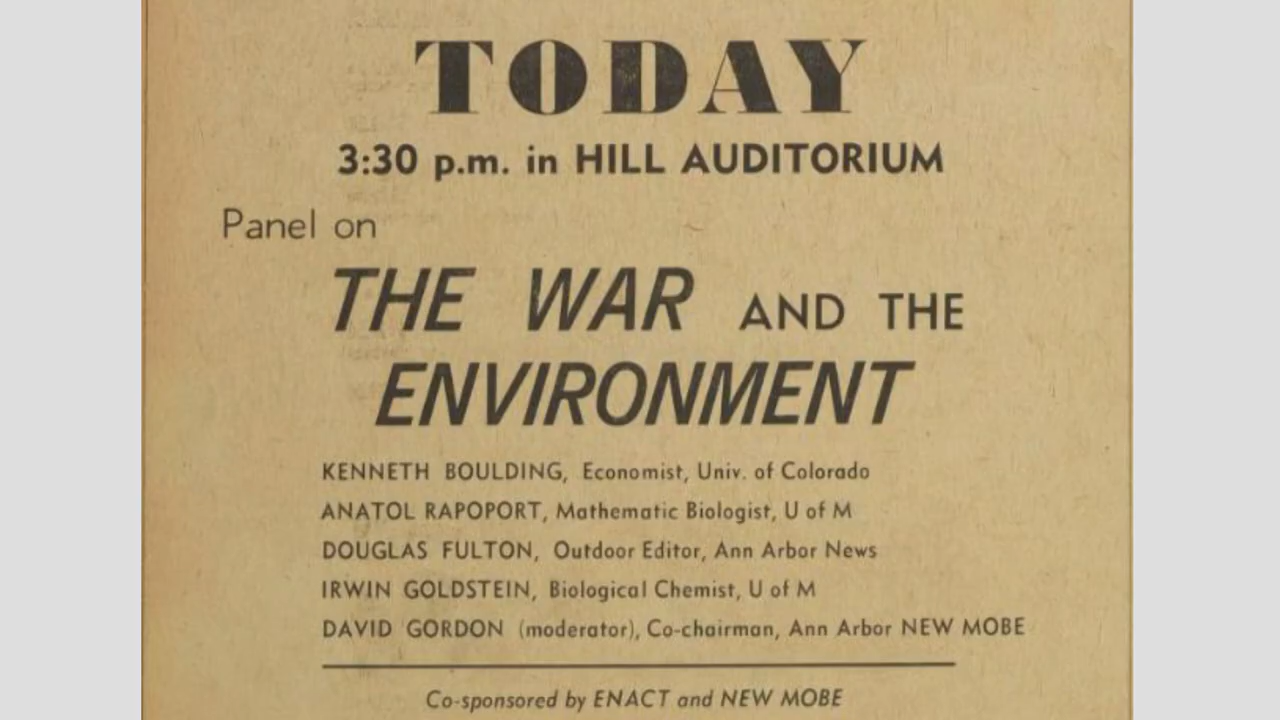 TODAY
3:30 p.m. in HILL AUDITORIUM
Panel on
THE WAR AND THE
ENVIRONMENT
KENNETH BOULDING, Economist, Univ. of Colorado
ANATOL RAPOPORT, Mathematic Biologist, U of M
DOUGLAS FULTON, Outdoor Editor, Ann Arbor News
IRWIN GOLDSTEIN, Biological Chemist, U of M
DAVID GORDON (moderator), Co-chairman, Ann Arbor NEW MOBE
Co-sponsored by ENACT and NEW MOBE